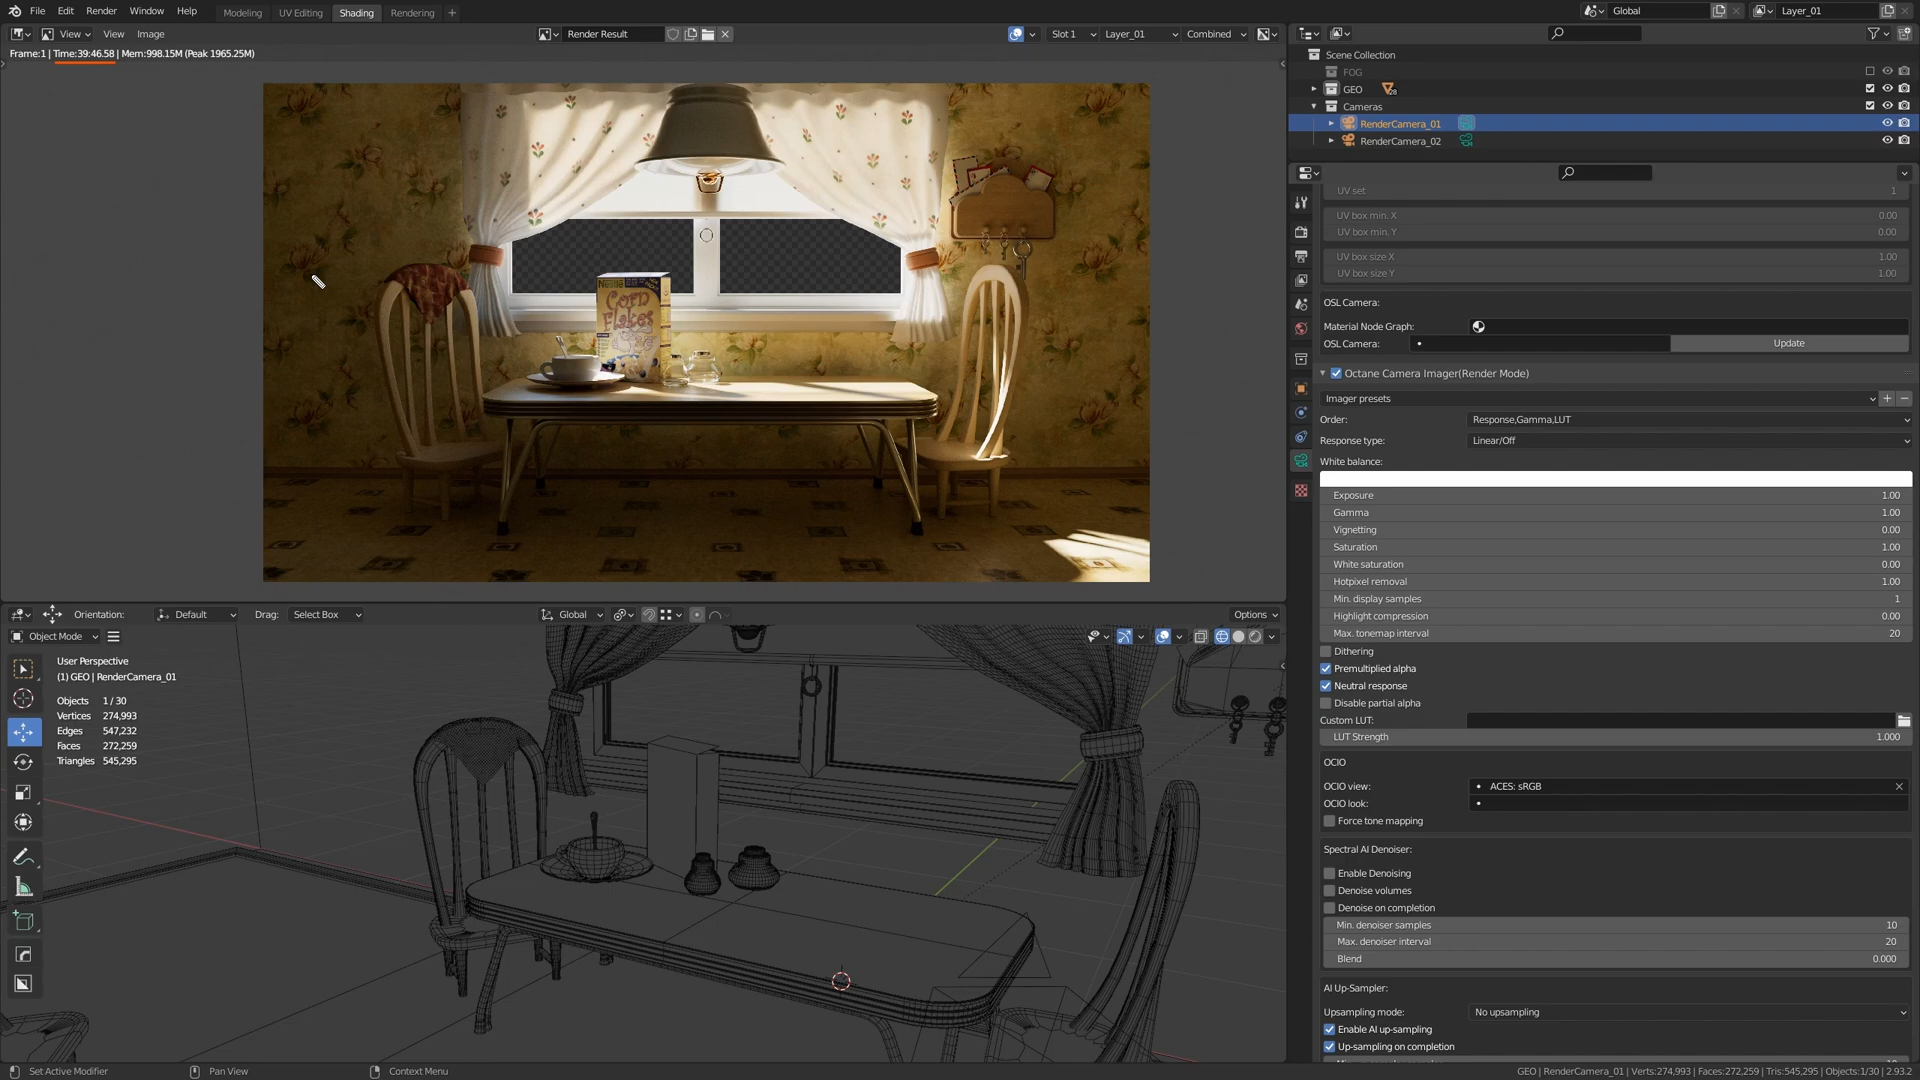 File Edit Render Window Help Modeling UV Editing Shading Rendering + Global Layer_01
View View Image Render Result Slot 1 Layer_01 Combined
Frame:1 | Time:39:46.58 | Mem:998.15M (Peak 1965.25M)
Scene Collection
FOG
GEO 28
Cameras
RenderCamera_01
RenderCamera_02
UV set 1
UV box min. X 0.00
UV box min. Y 0.00
UV box size X 1.00
UV box size Y 1.00
OSL Camera:
Material Node Graph:
OSL Camera: Update
Octane Camera Imager(Render Mode)
Imager presets
Order: Response,Gamma,LUT
Response type: Linear/Off
White balance:
Exposure 1.00
Gamma 1.00
Vignetting 0.00
Saturation 1.00
White saturation 0.00
Hotpixel removal 1.00
Min. display samples 1
Highlight compression 0.00
Max. tonemap interval 20
Dithering
Premultiplied alpha
Neutral response
Disable partial alpha
Custom LUT:
LUT Strength 1.000
OCIO
OCIO view: ACES: sRGB
OCIO look:
Force tone mapping
Spectral AI Denoiser:
Enable Denoising
Denoise volumes
Denoise on completion
Min. denoiser samples 10
Max. denoiser interval 20
Blend 0.000
AI Up-Sampler:
Upsampling mode: No upsampling
Enable AI up-sampling
Up-sampling on completion
Nestlé
Corn
Flakes
Orientation: Default Drag: Select Box Global Options
Object Mode
User Perspective
(1) GEO | RenderCamera_01
Objects 1 / 30
Vertices 274,993
Edges 547,232
Faces 272,259
Triangles 545,295
Set Active Modifier Pan View Context Menu GEO | RenderCamera_01 | Verts:274,993 | Faces:272,259 | Tris:545,295 | Objects:1/30 | 2.93.2